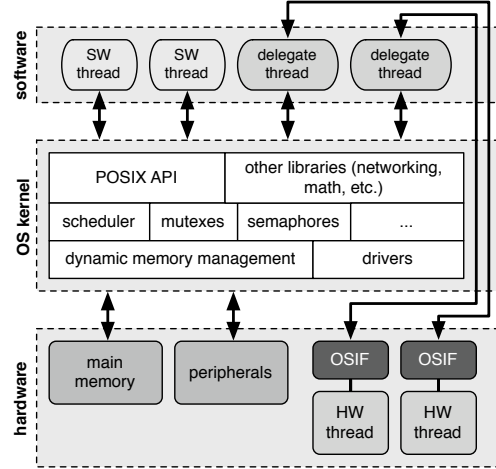 software
SW
thread
SW
thread
delegate
thread
delegate
thread
OS kernel
POSIX API
other libraries (networking,
math, etc.)
scheduler
mutexes
semaphores
...
dynamic memory management
drivers
hardware
main
memory
peripherals
OSIF
OSIF
HW
thread
HW
thread